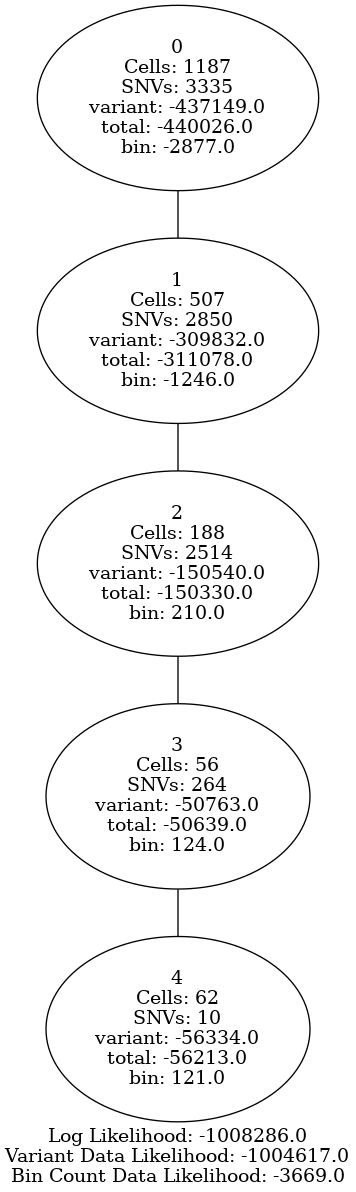 0
Cells: 1187
SNVs: 3335
variant: -437149.0
total: -440026.0
bin: -2877.0
1
Cells: 507
SNVs: 2850
variant: -309832.0
total: -311078.0
bin: -1246.0
2
Cells: 188
SNVs: 2514
variant: -150540.0
total: -150330.0
bin: 210.0
3
Cells: 56
SNVs: 264
variant: -50763.0
total: -50639.0
bin: 124.0
4
Cells: 62
SNVs: 10
variant: -56334.0
total: -56213.0
bin: 121.0
Log Likelihood: -1008286.0
Variant Data Likelihood: -1004617.0
Bin Count Data Likelihood: -3669.0